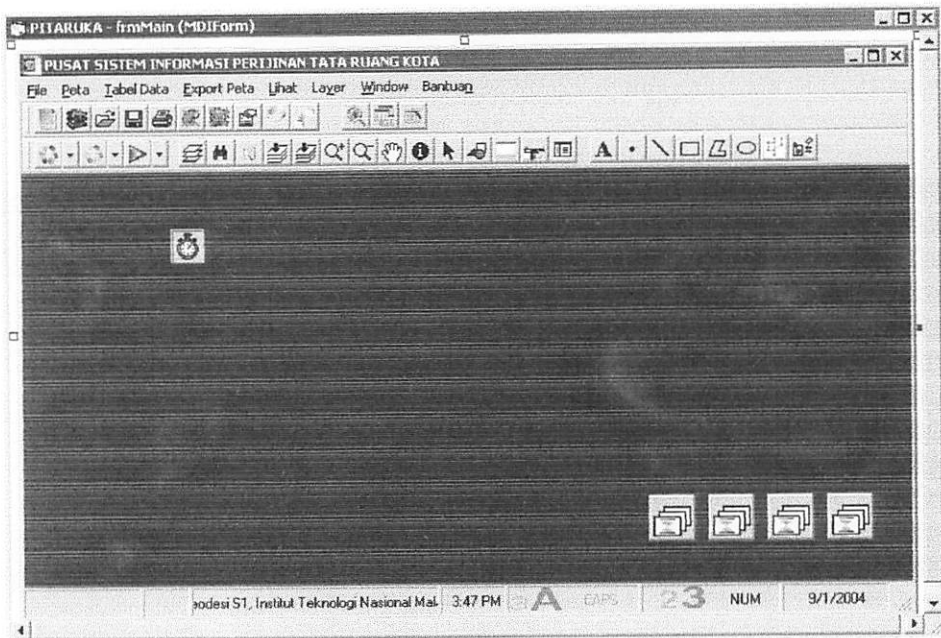 PITARUKA - frmMain (MDIForm)
PUSAT SISTEM INFORMASI PERIJINAN TATA RUANG KOTA
File Peta Tabel Data Export Peta Lihat Layer Window Bantuan
A
eodesi S1, Institut Teknologi Nasional Mal. 3:47 PM A CAPS 23 NUM 9/1/2004